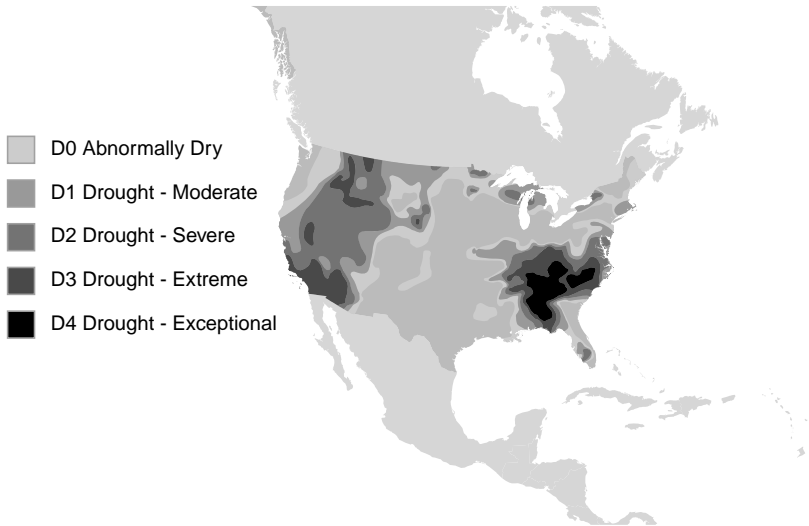 D0 Abnormally Dry
D1 Drought - Moderate
D2 Drought - Severe
D3 Drought - Extreme
D4 Drought - Exceptional